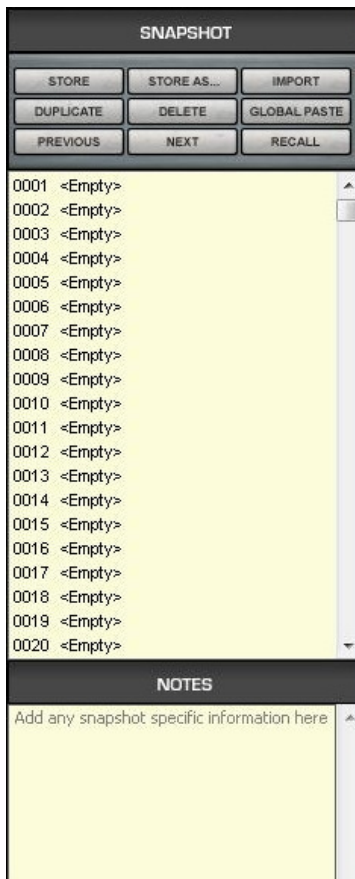 SNAPSHOT
STORE STORE AS... IMPORT
DUPLICATE DELETE GLOBAL PASTE
PREVIOUS NEXT RECALL
0001 <Empty>
0002 <Empty>
0003 <Empty>
0004 <Empty>
0005 <Empty>
0006 <Empty>
0007 <Empty>
0008 <Empty>
0009 <Empty>
0010 <Empty>
0011 <Empty>
0012 <Empty>
0013 <Empty>
0014 <Empty>
0015 <Empty>
0016 <Empty>
0017 <Empty>
0018 <Empty>
0019 <Empty>
0020 <Empty>
NOTES
Add any snapshot specific information here